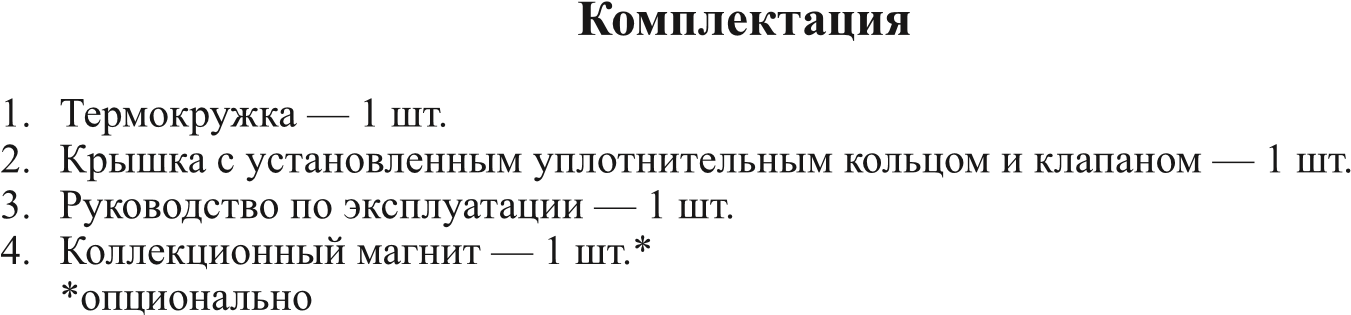 Комплектация
1. Термокружка — 1 шт.
2. Крышка с установленным уплотнительным кольцом и клапаном — 1 шт.
3. Руководство по эксплуатации — 1 шт.
4. Коллекционный магнит — 1 шт.*
*опционально